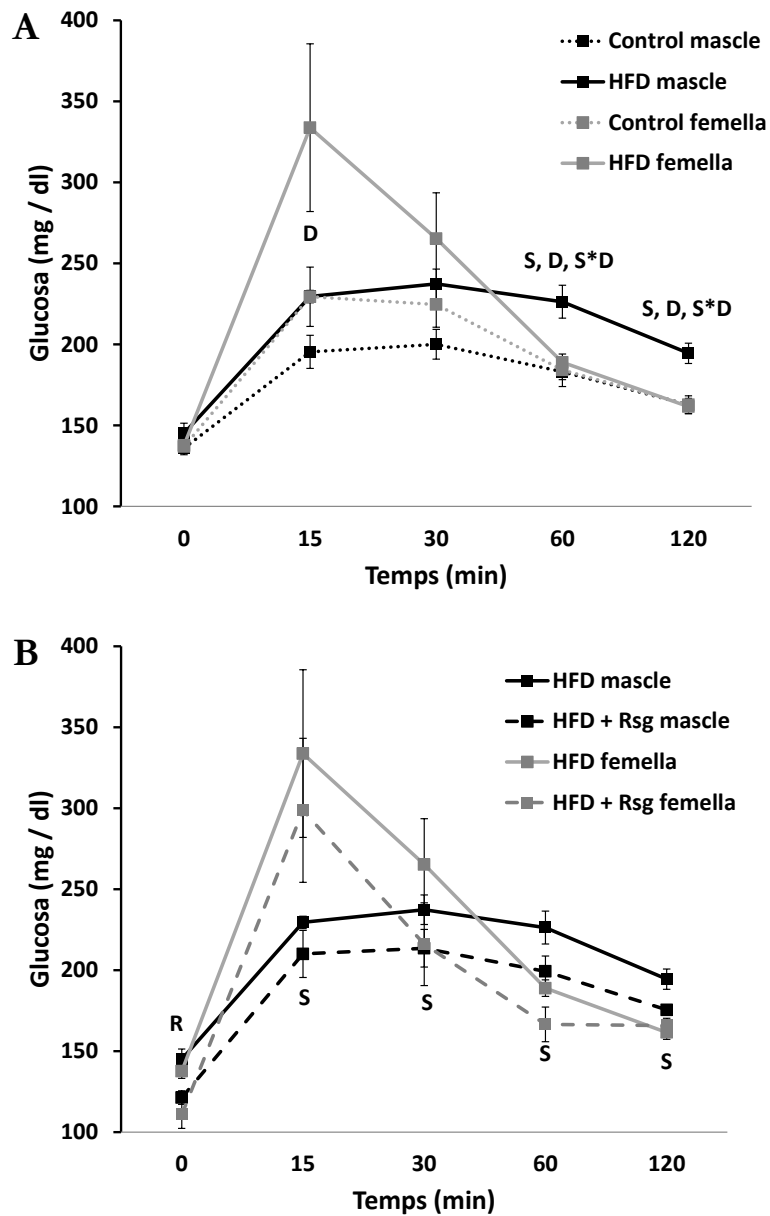 A
400
350
300
250
200
150
100
Glucosa (mg / dl)
Control mascle
HFD mascle
Control femella
HFD femella
D
S, D, S*D
S, D, S*D
0 15 30 60 120
Temps (min)
B
400
350
300
250
200
150
100
Glucosa (mg / dl)
HFD mascle
HFD + Rsg mascle
HFD femella
HFD + Rsg femella
R
S
S
S
S
0 15 30 60 120
Temps (min)